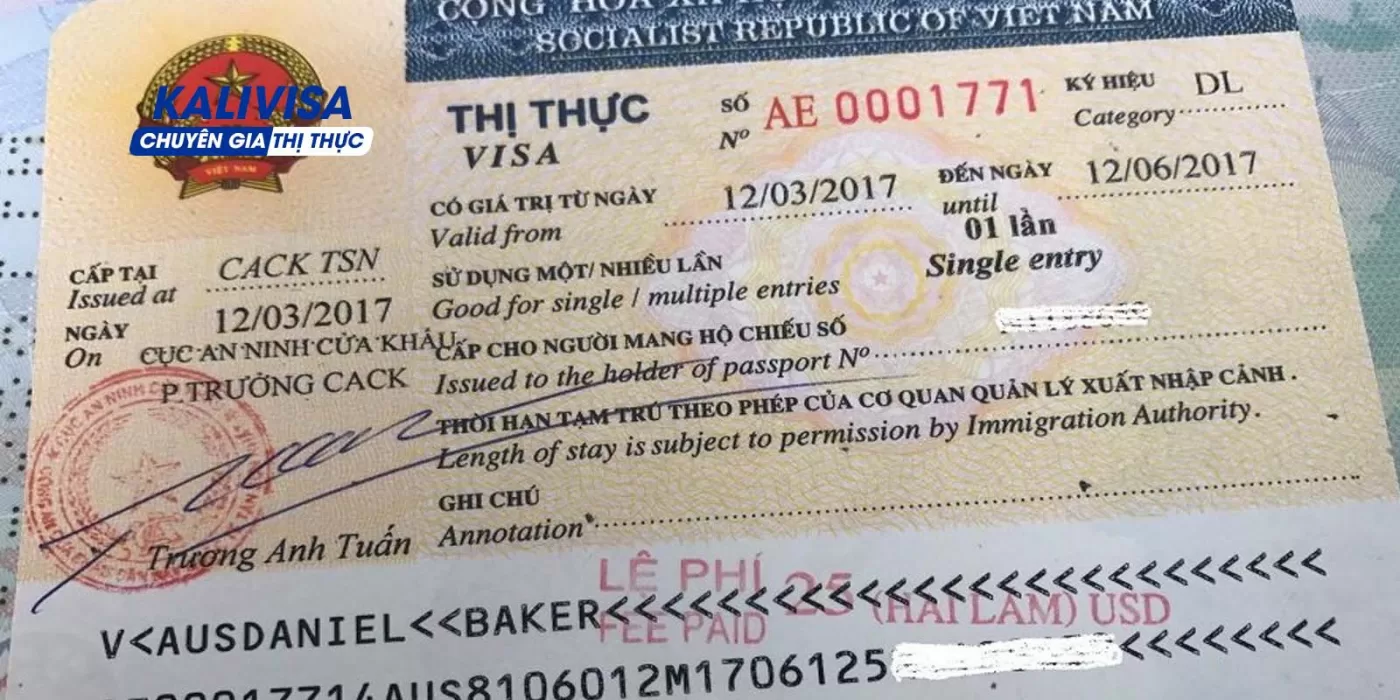 SOCIALIST REPUBLIC OF VIET NAM
KALIVISA
CHUYÊN GIA THỊ THỰC
VIỆT NAM
THỊ THỰC
VISA
SỐ
Nº
AE 0001771
KÝ HIỆU
Category
DL
CÓ GIÁ TRỊ TỪ NGÀY
Valid from
12/03/2017
ĐẾN NGÀY
until
12/06/2017
CẤP TẠI
Issued at
CACK TSN
SỬ DỤNG MỘT/ NHIỀU LẦN
Good for single / multiple entries
01 lần
Single entry
NGÀY
On
12/03/2017
CỤC AN NINH CỬA KHẨU
P.TRƯỞNG CACK
CẤP CHO NGƯỜI MANG HỘ CHIẾU SỐ
Issued to the holder of passport Nº
THỜI HẠN TẠM TRÚ THEO PHÉP CỦA CƠ QUAN QUẢN LÝ XUẤT NHẬP CẢNH.
Length of stay is subject to permission by Immigration Authority.
GHI CHÚ
Annotation
Trương Anh Tuấn
LỆ PHÍ
FEE PAID
25 (HAI LAM) USD
V<AUSDANIEL<<BAKER<<<<<<<<<<<<<<<<<<<<<<<
AUS8106012M1706125